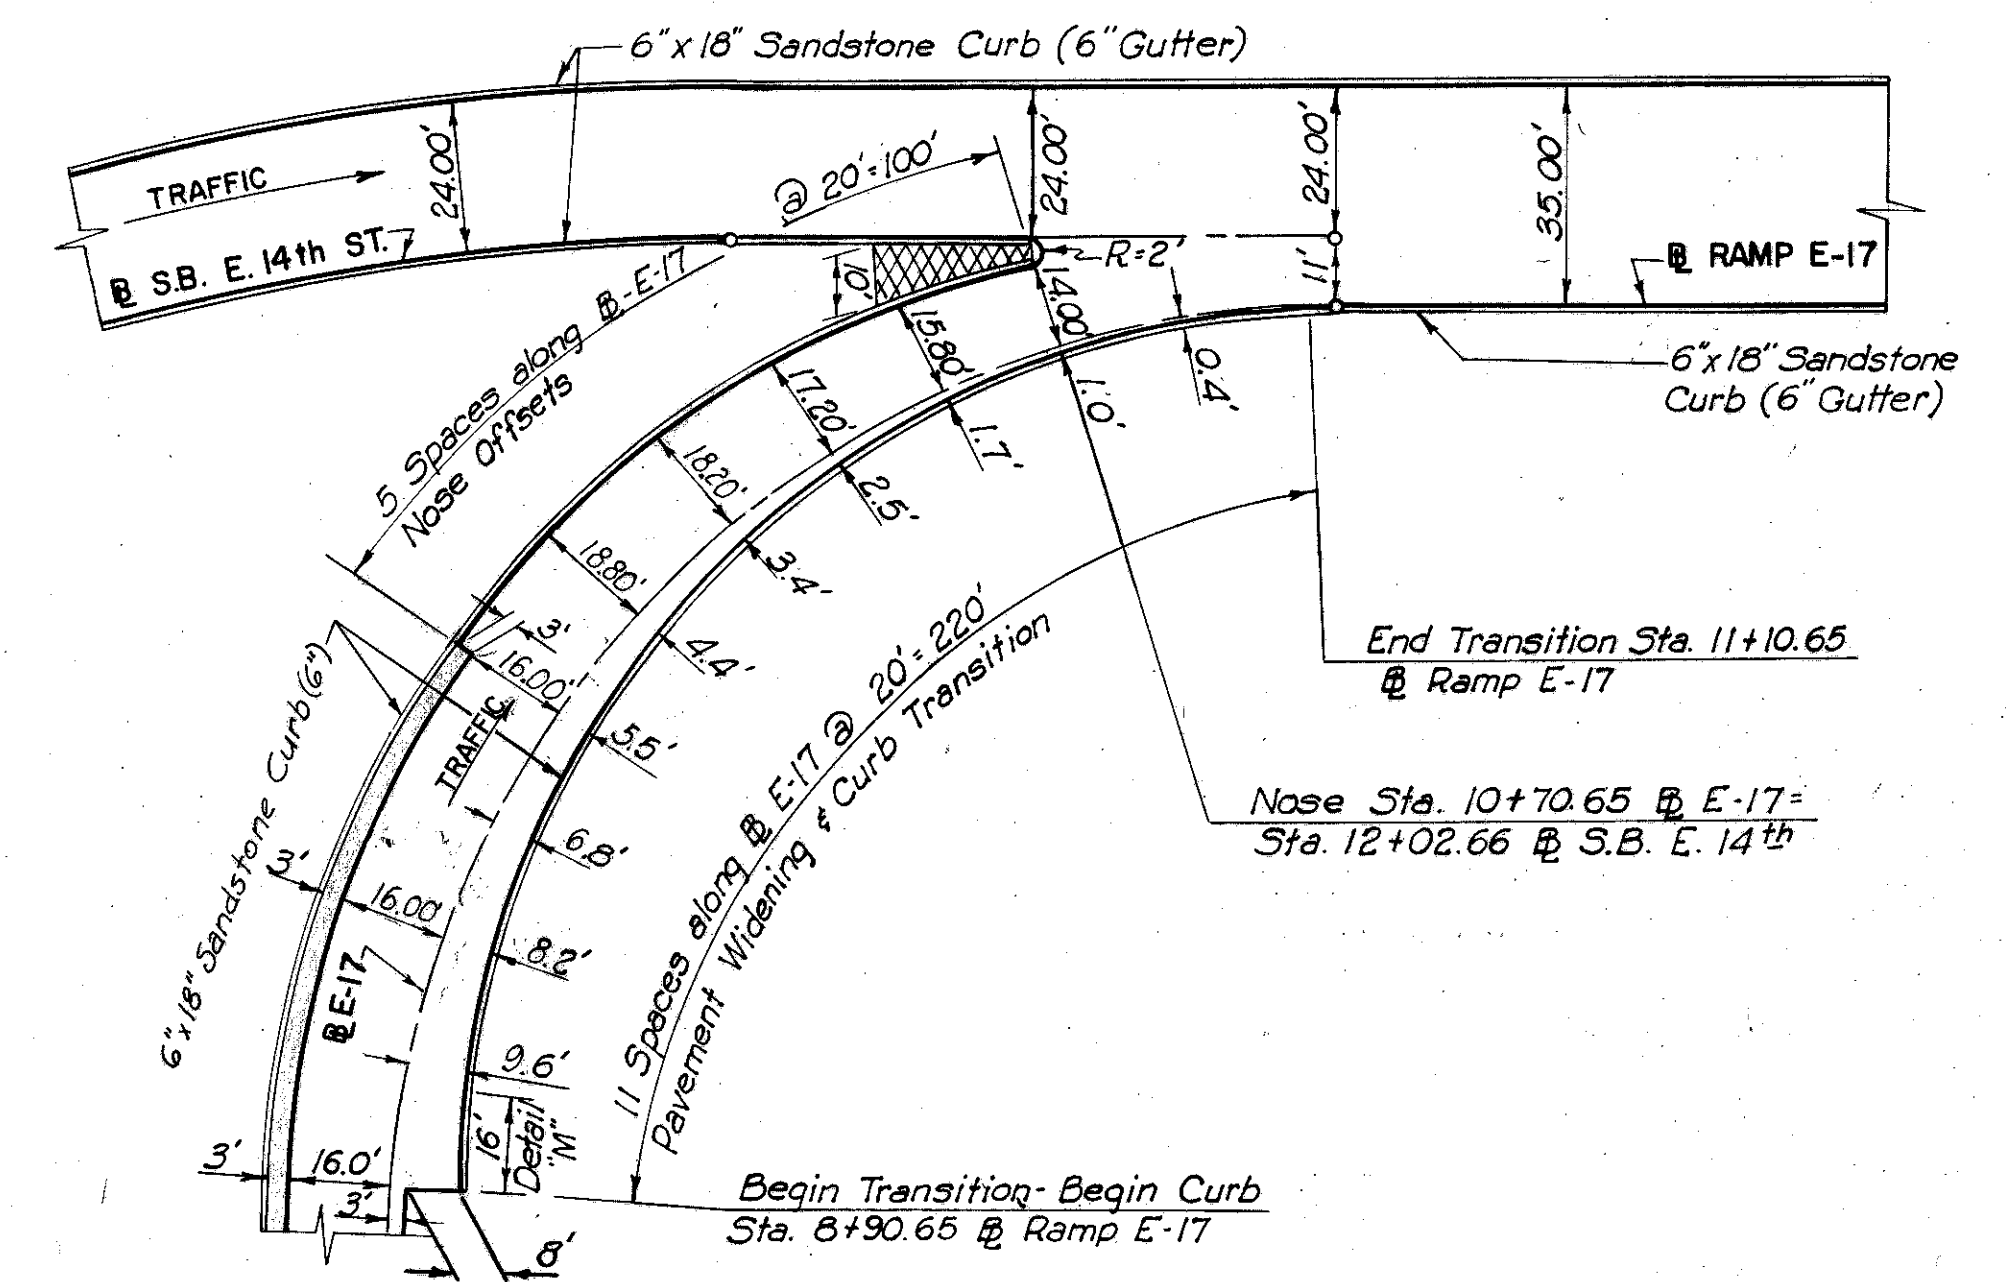 6"x18" Sandstone Curb (6"Gutter)
TRAFFIC
24.00'
@ 20'=100'
24.00'
24.00'
35.00'
℄ S.B. E. 14th ST.
10'
R=2'
11'
℄ RAMP E-17
14.00'
5 Spaces along ℄-E-17
Nose Offsets
15.80'
17.20'
18.20'
18.80'
3'
16.00'
0.4'
1.0'
1.7'
2.5'
3.4'
4.4'
5.5'
6.8'
8.2'
9.6'
6"x18" Sandstone
Curb (6" Gutter)
TRAFFIC
6"x18" Sandstone Curb (6")
3'
16.00'
℄ E-17
11 Spaces along ℄ E-17 @ 20'=220'
Pavement Widening & Curb Transition
End Transition Sta. 11+10.65
℄ Ramp E-17
Nose Sta. 10+70.65 ℄ E-17=
Sta. 12+02.66 ℄ S.B. E. 14th
3'
16.0'
3'
16'
Detail
"M"
8'
Begin Transition- Begin Curb
Sta. 8+90.65 ℄ Ramp E-17